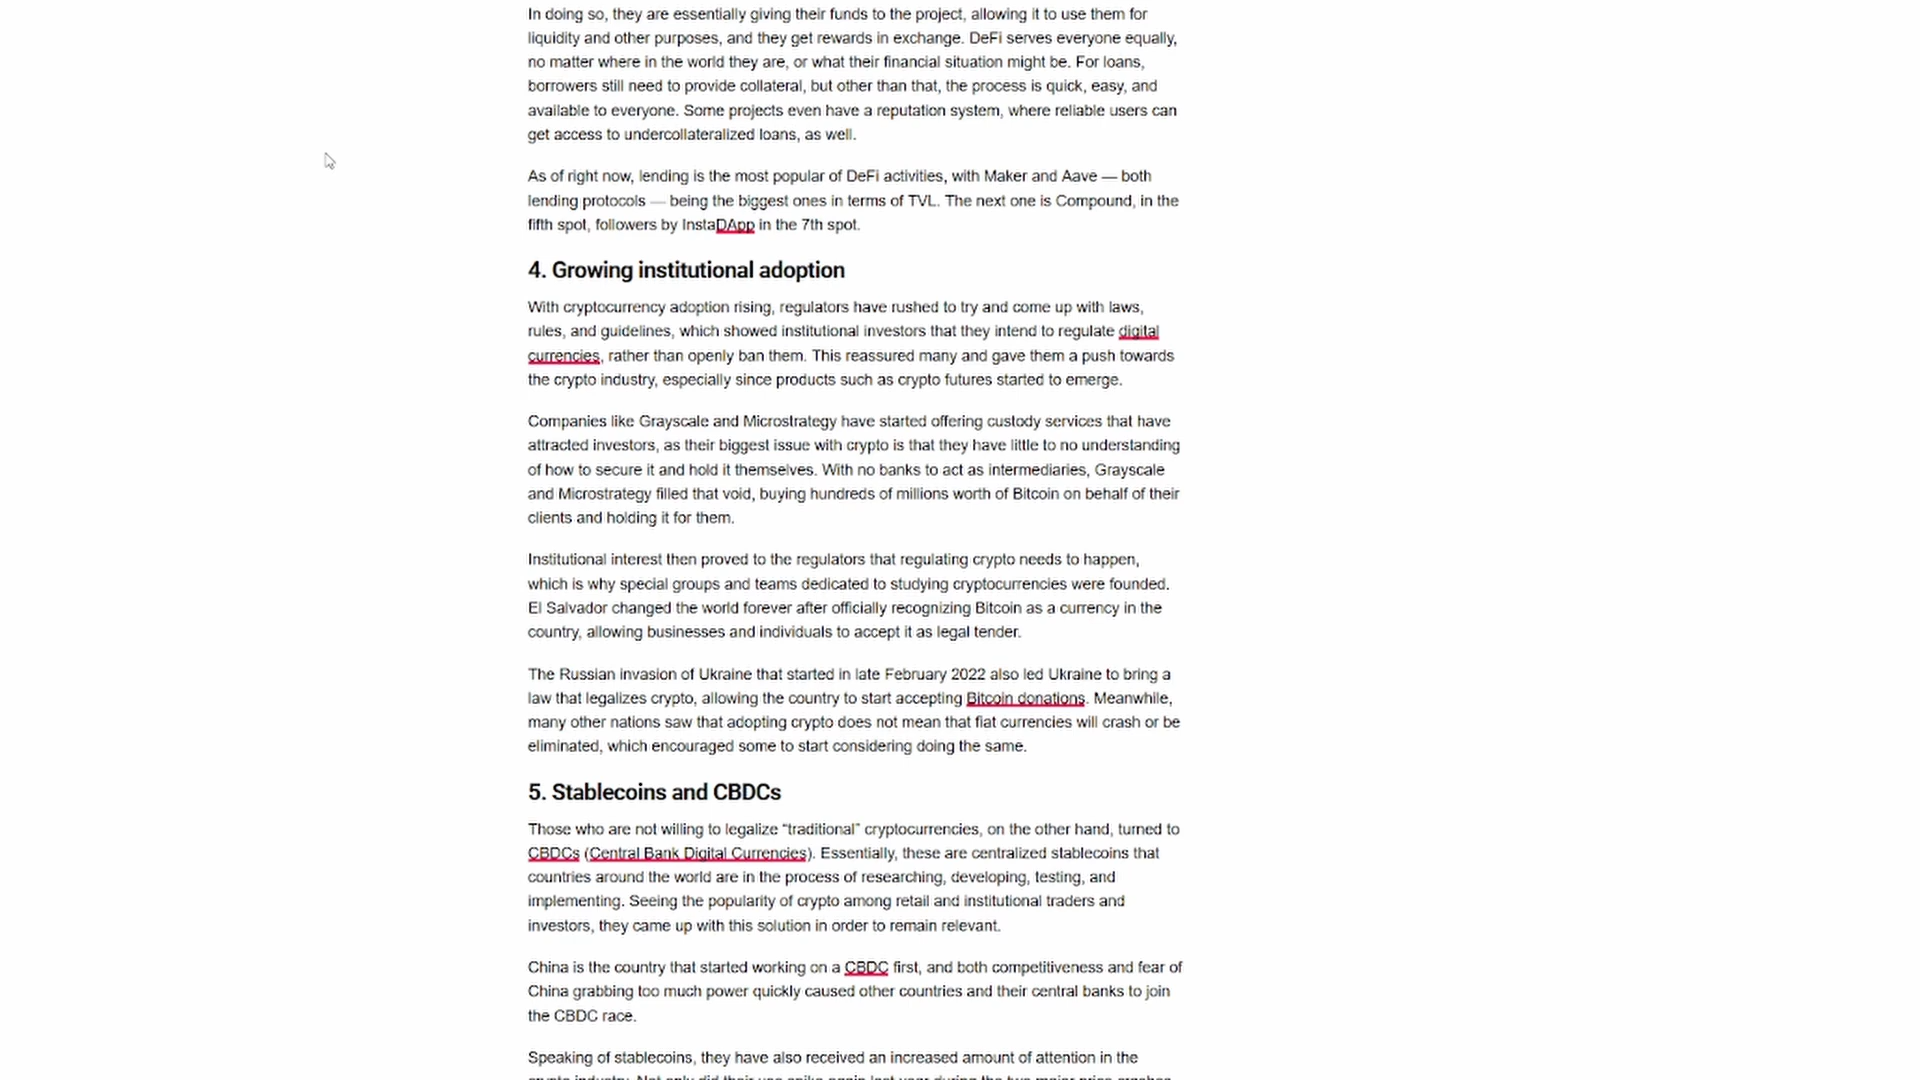 In doing so, they are essentially giving their funds to the project, allowing it to use them for
liquidity and other purposes, and they get rewards in exchange. DeFi serves everyone equally,
no matter where in the world they are, or what their financial situation might be. For loans,
borrowers still need to provide collateral, but other than that, the process is quick, easy, and
available to everyone. Some projects even have a reputation system, where reliable users can
get access to undercollateralized loans, as well.
As of right now, lending is the most popular of DeFi activities, with Maker and Aave — both
lending protocols — being the biggest ones in terms of TVL. The next one is Compound, in the
fifth spot, followers by InstaDApp in the 7th spot.
4. Growing institutional adoption
With cryptocurrency adoption rising, regulators have rushed to try and come up with laws,
rules, and guidelines, which showed institutional investors that they intend to regulate digital
currencies, rather than openly ban them. This reassured many and gave them a push towards
the crypto industry, especially since products such as crypto futures started to emerge.
Companies like Grayscale and Microstrategy have started offering custody services that have
attracted investors, as their biggest issue with crypto is that they have little to no understanding
of how to secure it and hold it themselves. With no banks to act as intermediaries, Grayscale
and Microstrategy filled that void, buying hundreds of millions worth of Bitcoin on behalf of their
clients and holding it for them.
Institutional interest then proved to the regulators that regulating crypto needs to happen,
which is why special groups and teams dedicated to studying cryptocurrencies were founded.
El Salvador changed the world forever after officially recognizing Bitcoin as a currency in the
country, allowing businesses and individuals to accept it as legal tender.
The Russian invasion of Ukraine that started in late February 2022 also led Ukraine to bring a
law that legalizes crypto, allowing the country to start accepting Bitcoin donations. Meanwhile,
many other nations saw that adopting crypto does not mean that fiat currencies will crash or be
eliminated, which encouraged some to start considering doing the same.
5. Stablecoins and CBDCs
Those who are not willing to legalize “traditional” cryptocurrencies, on the other hand, turned to
CBDCs (Central Bank Digital Currencies). Essentially, these are centralized stablecoins that
countries around the world are in the process of researching, developing, testing, and
implementing. Seeing the popularity of crypto among retail and institutional traders and
investors, they came up with this solution in order to remain relevant.
China is the country that started working on a CBDC first, and both competitiveness and fear of
China grabbing too much power quickly caused other countries and their central banks to join
the CBDC race.
Speaking of stablecoins, they have also received an increased amount of attention in the